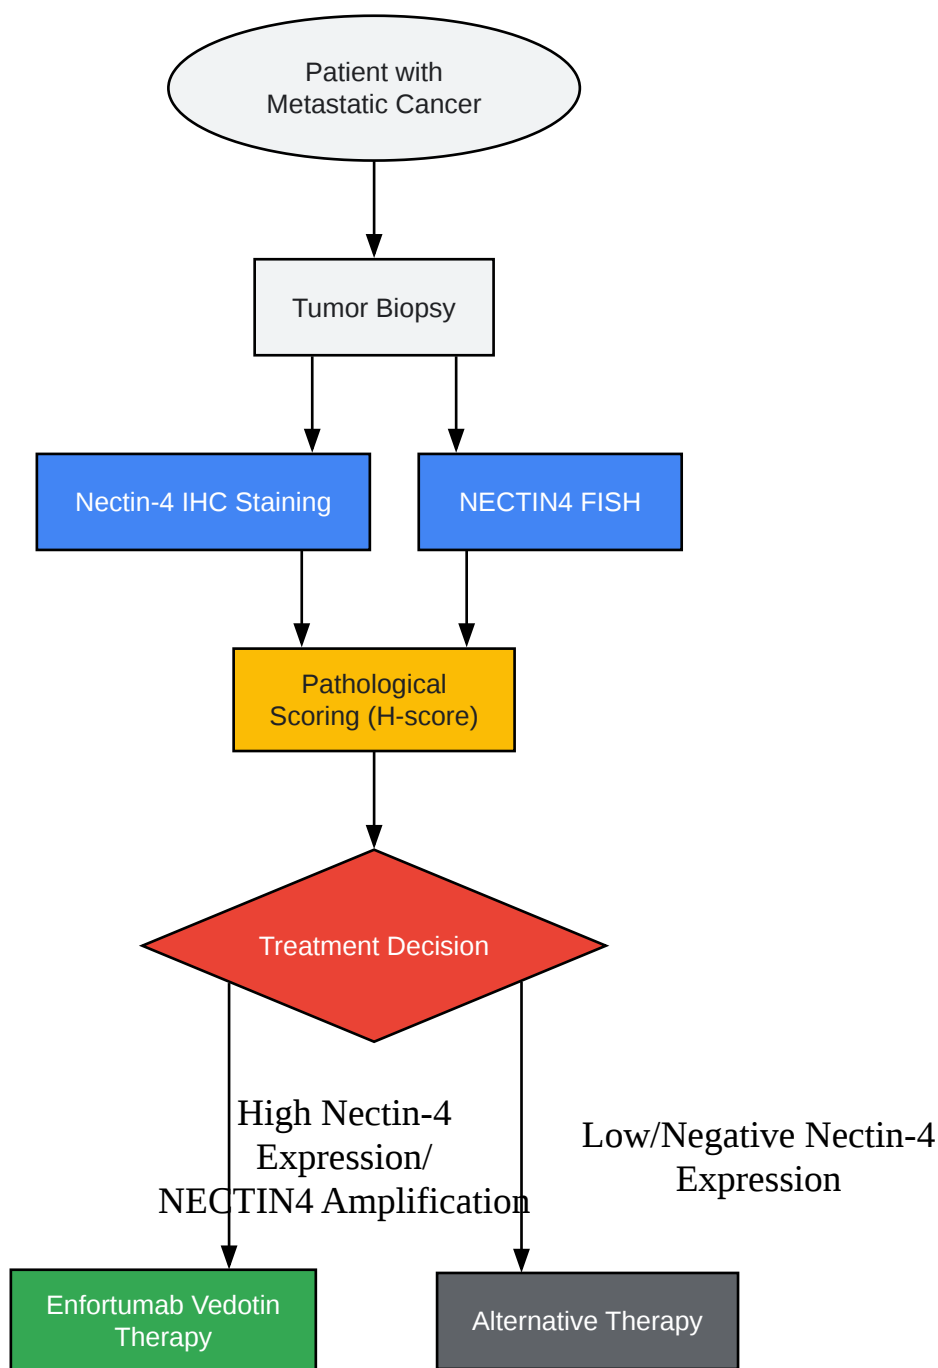 Patient with
Metastatic Cancer
Tumor Biopsy
Nectin-4 IHC Staining
NECTIN4 FISH
Pathological
Scoring (H-score)
Treatment Decision
High Nectin-4
Expression/
NECTIN4 Amplification
Low/Negative Nectin-4
Expression
Enfortumab Vedotin
Therapy
Alternative Therapy